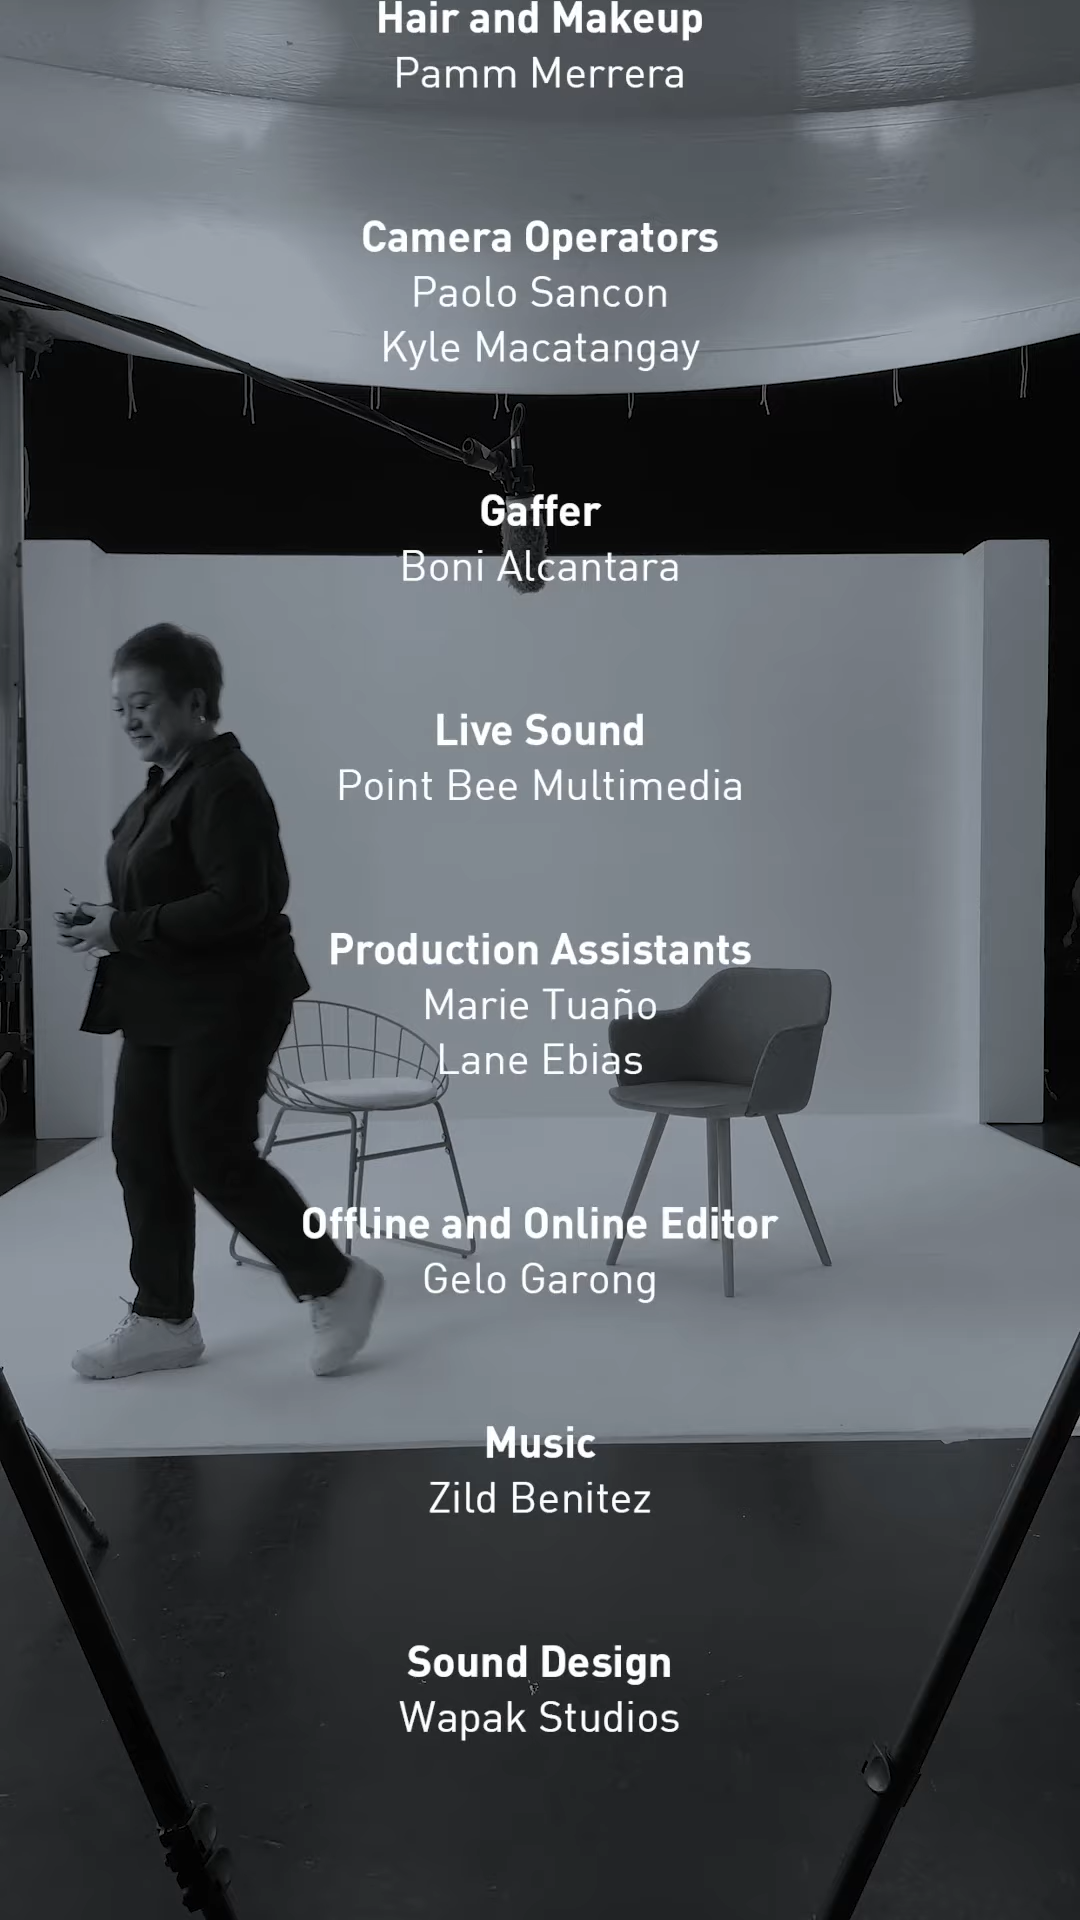 Hair and Makeup
Pamm Merrera
Camera Operators
Paolo Sancon
Kyle Macatangay
Gaffer
Boni Alcantara
Live Sound
Point Bee Multimedia
Production Assistants
Marie Tuaño
Lane Ebias
Offline and Online Editor
Gelo Garong
Music
Zild Benitez
Sound Design
Wapak Studios